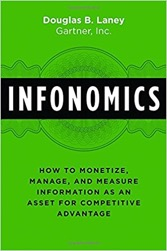 Douglas B. Laney
Gartner, Inc.
INFONOMICS
HOW TO MONETIZE,
MANAGE, AND MEASURE
INFORMATION AS AN
ASSET FOR COMPETITIVE
ADVANTAGE